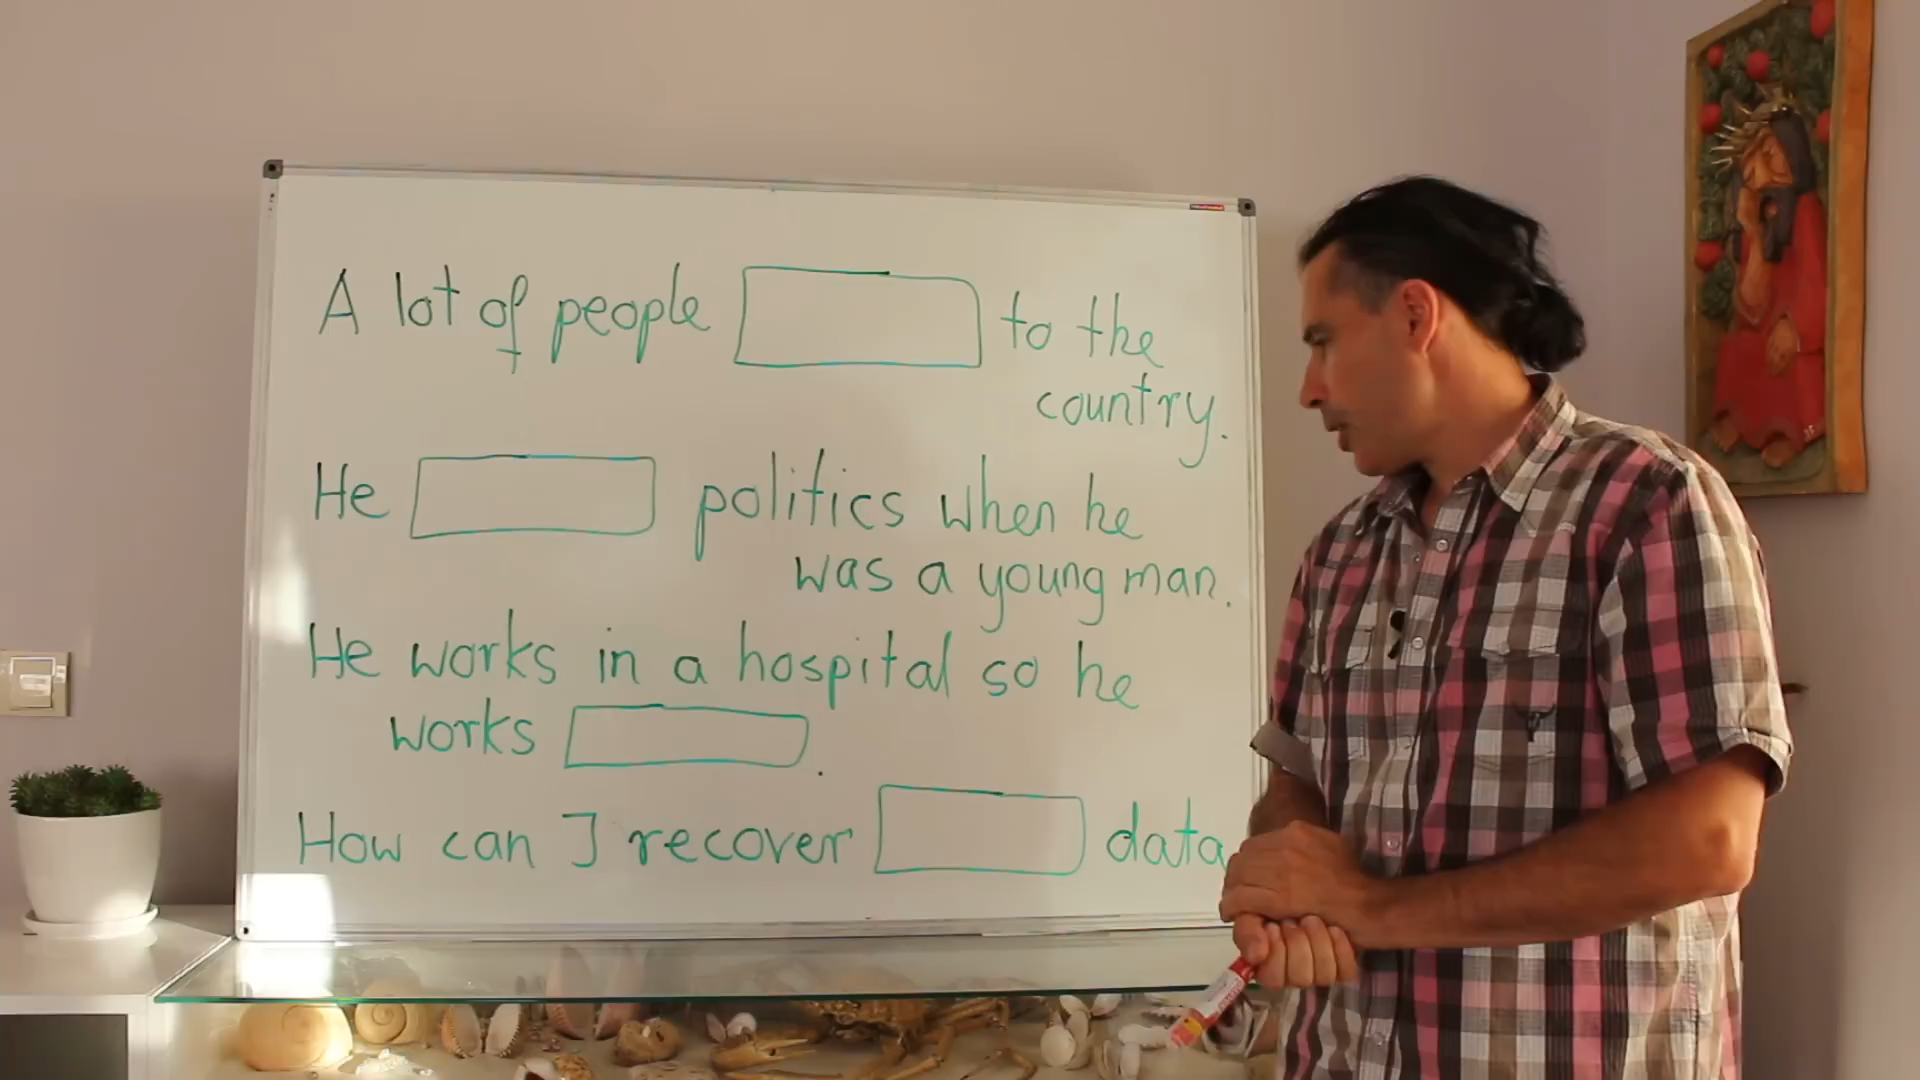 A lot of people to the
country.
He politics when he
was a young man.
He works in a hospital so he
works .
How can I recover data